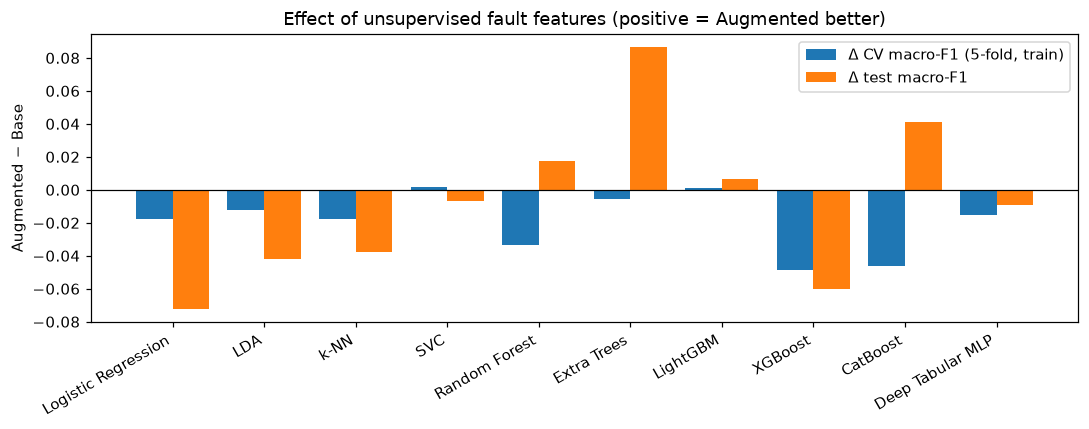 Effect of unsupervised fault features (positive = Augmented better)
Δ CV macro-F1 (5-fold, train)
Δ test macro-F1
Augmented − Base
0.08
0.06
0.04
0.02
0.00
−0.02
−0.04
−0.06
−0.08
Logistic Regression
LDA
k-NN
SVC
Random Forest
Extra Trees
LightGBM
XGBoost
CatBoost
Deep Tabular MLP